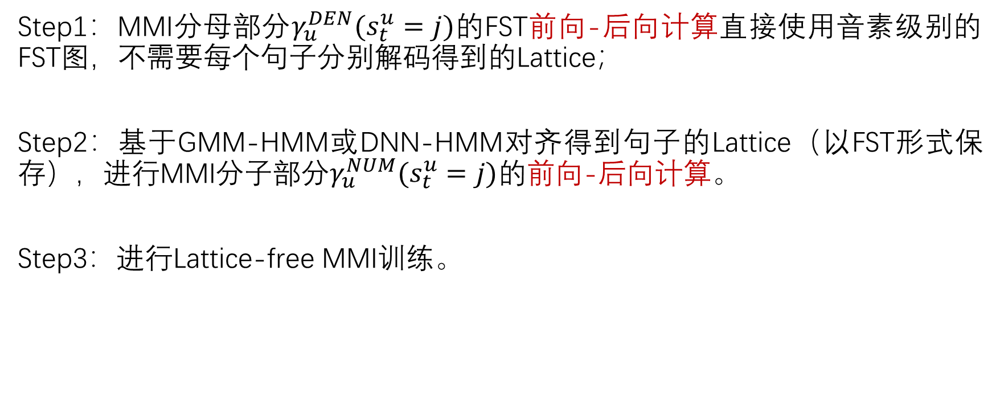 Step1：MMI分母部分γ_u^{DEN}(s_t^u = j)的FST前向-后向计算直接使用音素级别的
FST图，不需要每个句子分别解码得到的Lattice；
Step2：基于GMM-HMM或DNN-HMM对齐得到句子的Lattice（以FST形式保
存），进行MMI分子部分γ_u^{NUM}(s_t^u = j)的前向-后向计算。
Step3：进行Lattice-free MMI训练。